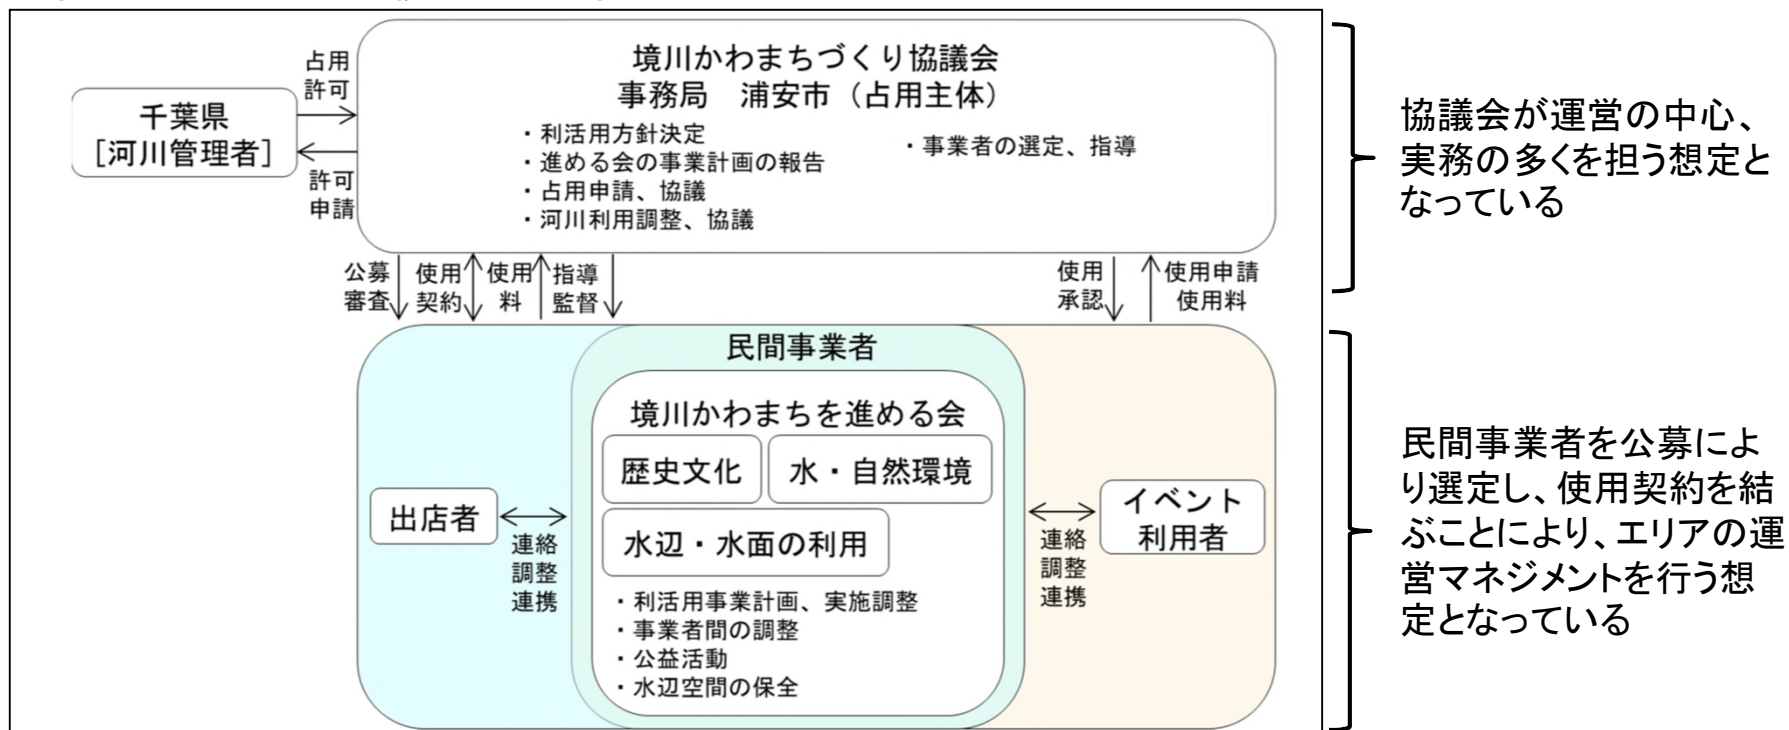 境川かわまちづくり協議会
事務局　浦安市（占用主体）
・利活用方針決定
・進める会の事業計画の報告
・占用申請、協議
・河川利用調整、協議
・事業者の選定、指導
千葉県
［河川管理者］
占用
許可
許可
申請
公募
審査
使用
契約
使用
料
指導
監督
使用
承認
使用申請
使用料
民間事業者
境川かわまちを進める会
歴史文化
水・自然環境
水辺・水面の利用
・利活用事業計画、実施調整
・事業者間の調整
・公益活動
・水辺空間の保全
出店者
連絡
調整
連携
連絡
調整
連携
イベント
利用者
協議会が運営の中心、
実務の多くを担う想定と
なっている
民間事業者を公募によ
り選定し、使用契約を結
ぶことにより、エリアの運
営マネジメントを行う想
定となっている